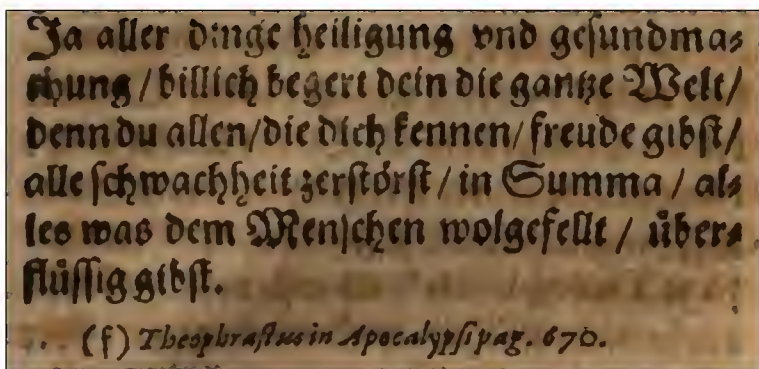 Ja aller dinge heiligung vnd gesundma⸗
chung / billich begert dein die gantze Welt /
denn du allen / die dich kennen / freude gibst /
alle schwachheit zerstörst / in Summa / al⸗
les was dem Menschen wolgefellt / über⸗
flüssig gibst.
(f) Theophrastus in Apocalypsi pag. 670.